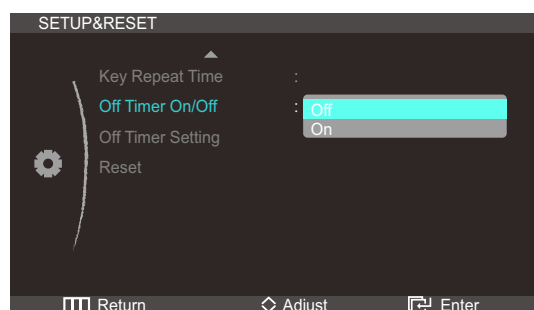 SETUP&RESET
Key Repeat Time :
Off Timer On/Off : Off
On
Off Timer Setting
Reset
Return Adjust Enter